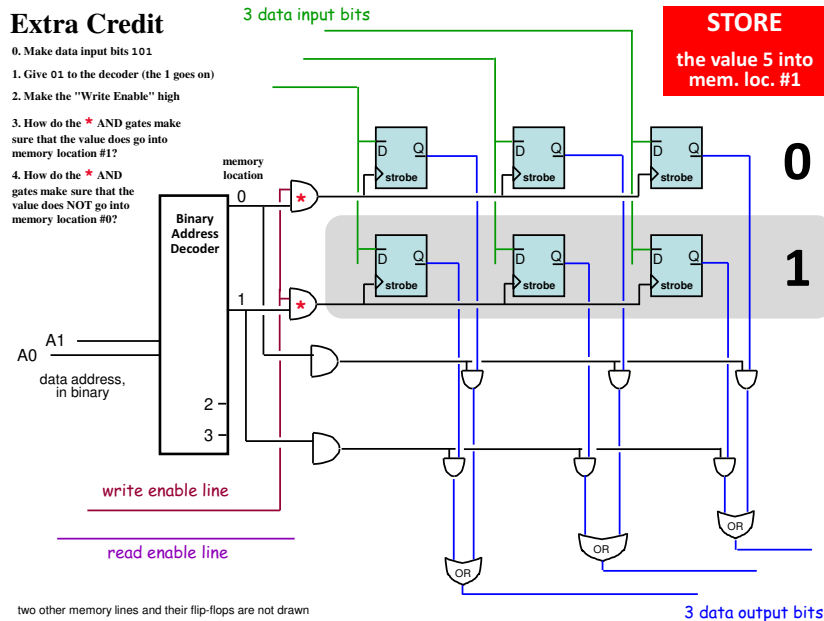 Extra Credit
0. Make data input bits 101
1. Give 01 to the decoder (the 1 goes on)
2. Make the "Write Enable" high
3. How do the * AND gates make
sure that the value does go into
memory location #1?
4. How do the * AND
gates make sure that the
value does NOT go into
memory location #0?
3 data input bits
STORE
the value 5 into
mem. loc. #1
D
Q
strobe
D
Q
strobe
D
Q
strobe
0
memory
location
0
*
Binary
Address
Decoder
D
Q
strobe
D
Q
strobe
D
Q
strobe
1
1
*
A1
A0
data address,
in binary
2
3
write enable line
read enable line
OR
OR
OR
two other memory lines and their flip-flops are not drawn
3 data output bits